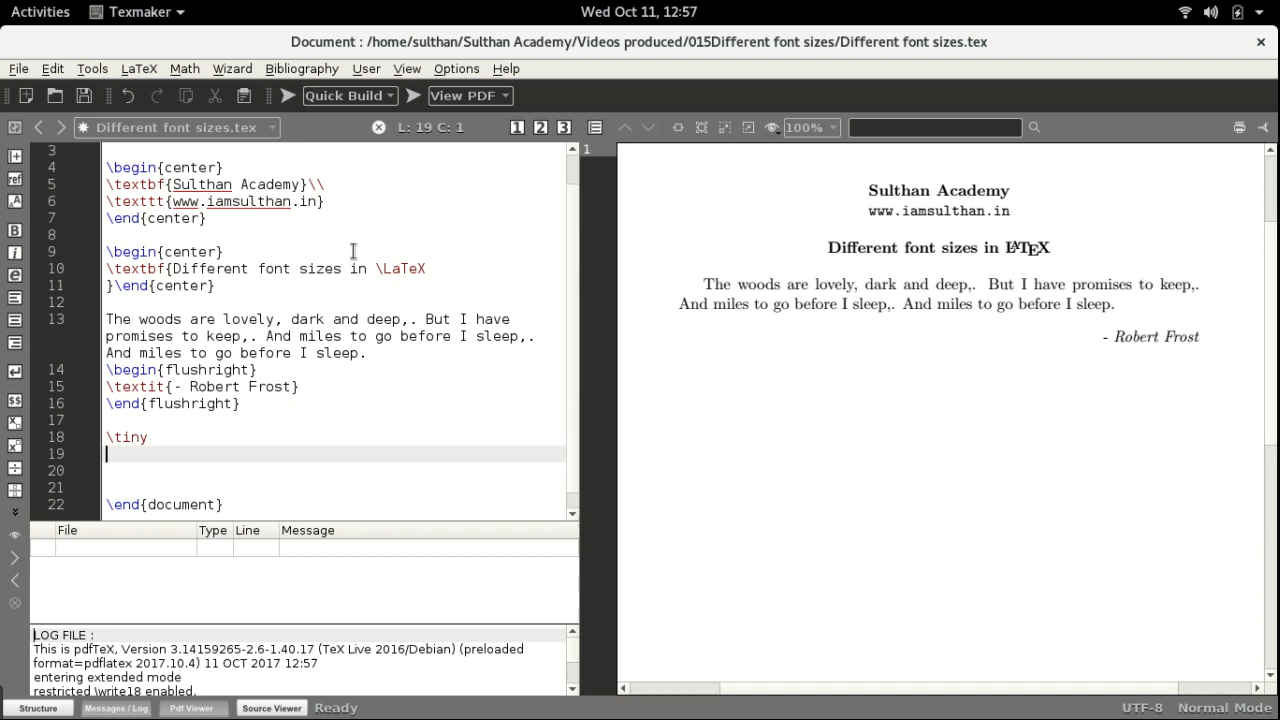 Activities Texmaker Wed Oct 11, 12:57
Document : /home/sulthan/Sulthan Academy/Videos produced/015Different font sizes/Different font sizes.tex
File Edit Tools LaTeX Math Wizard Bibliography User View Options Help
Quick Build View PDF
Different font sizes.tex L: 19 C: 1 1 2 3 100%
3
4 \begin{center}
5 \textbf{Sulthan Academy}\\
6 \texttt{www.iamsulthan.in}
7 \end{center}
8
9 \begin{center}
10 \textbf{Different font sizes in \LaTeX
11 }\end{center}
12
13 The woods are lovely, dark and deep,. But I have
promises to keep,. And miles to go before I sleep,.
And miles to go before I sleep.
14 \begin{flushright}
15 \textit{- Robert Frost}
16 \end{flushright}
17
18 \tiny
19
20
21
22 \end{document}
File Type Line Message
LOG FILE :
This is pdfTeX, Version 3.14159265-2.6-1.40.17 (TeX Live 2016/Debian) (preloaded
format=pdflatex 2017.10.4) 11 OCT 2017 12:57
entering extended mode
restricted \write18 enabled.
1
Sulthan Academy
www.iamsulthan.in
Different font sizes in LATEX
The woods are lovely, dark and deep,. But I have promises to keep,.
And miles to go before I sleep,. And miles to go before I sleep.
- Robert Frost
Structure Messages / Log Pdf Viewer Source Viewer Ready UTF-8 Normal Mode